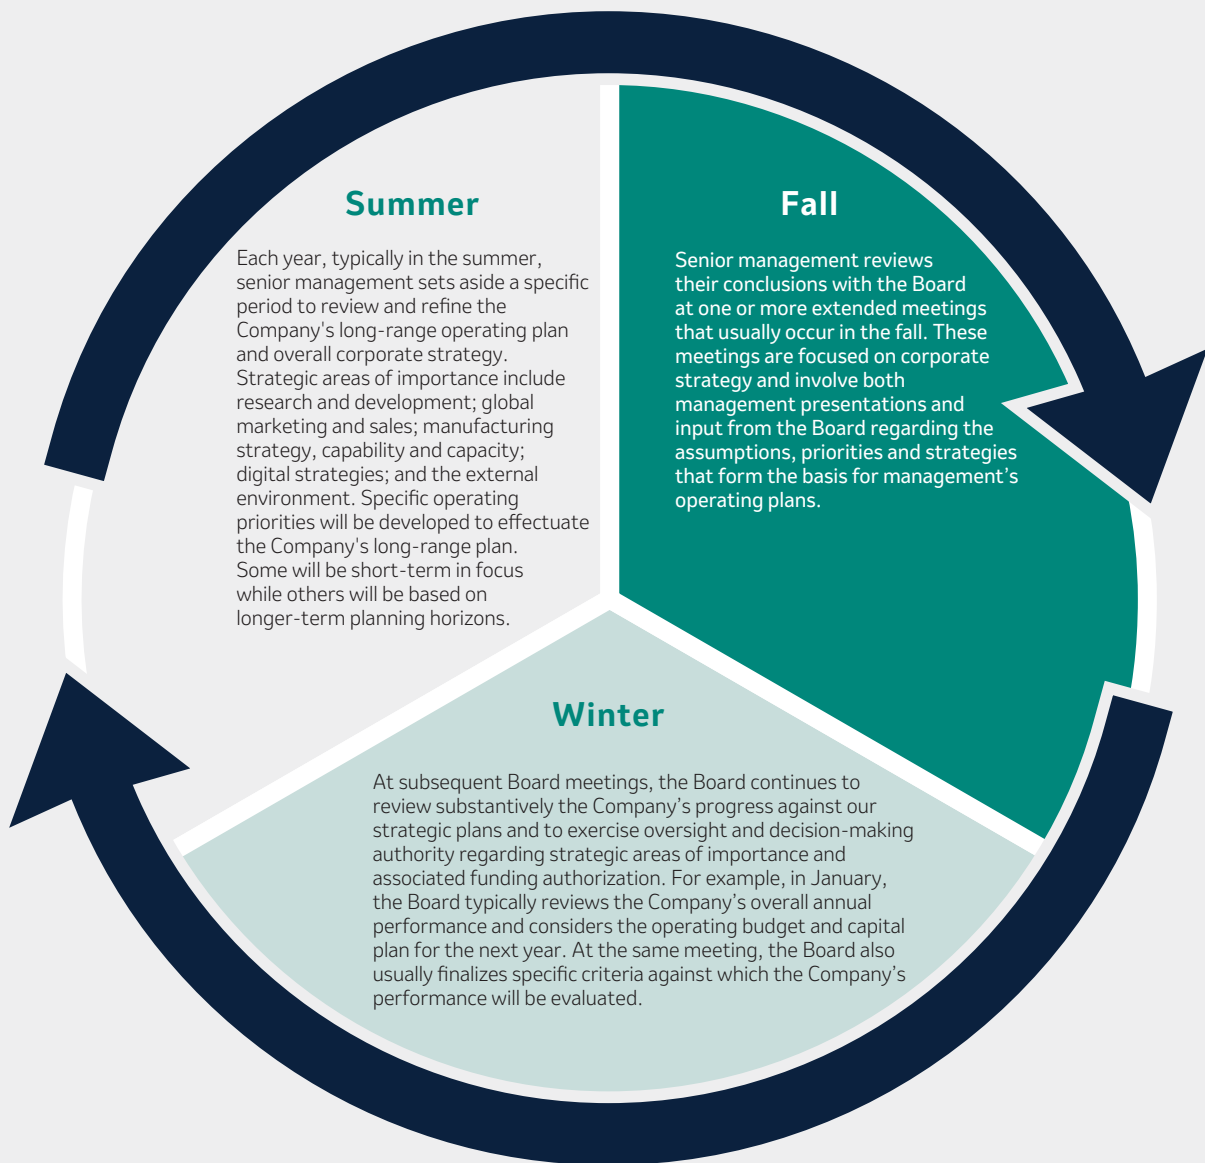 Summer
Each year, typically in the summer,
senior management sets aside a specific
period to review and refine the
Company's long-range operating plan
and overall corporate strategy.
Strategic areas of importance include
research and development; global
marketing and sales; manufacturing
strategy, capability and capacity;
digital strategies; and the external
environment. Specific operating
priorities will be developed to effectuate
the Company's long-range plan.
Some will be short-term in focus
while others will be based on
longer-term planning horizons.
Fall
Senior management reviews
their conclusions with the Board
at one or more extended meetings
that usually occur in the fall. These
meetings are focused on corporate
strategy and involve both
management presentations and
input from the Board regarding the
assumptions, priorities and strategies
that form the basis for management’s
operating plans.
Winter
At subsequent Board meetings, the Board continues to
review substantively the Company’s progress against our
strategic plans and to exercise oversight and decision-making
authority regarding strategic areas of importance and
associated funding authorization. For example, in January,
the Board typically reviews the Company’s overall annual
performance and considers the operating budget and capital
plan for the next year. At the same meeting, the Board also
usually finalizes specific criteria against which the Company’s
performance will be evaluated.